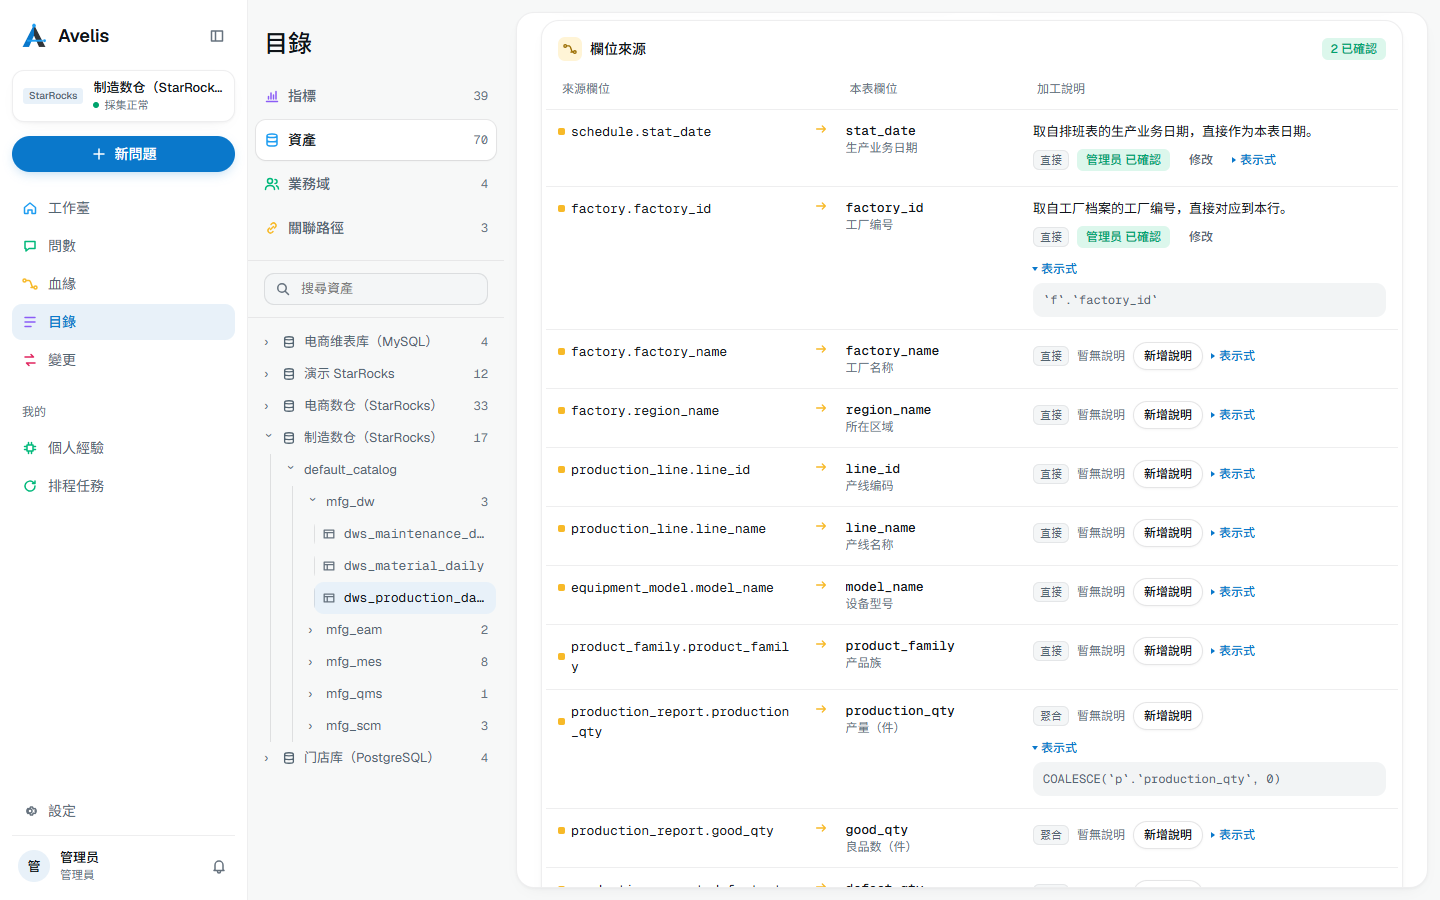 Avelis
StarRocks
制造数仓（StarRock...
採集正常
新問題
工作臺
問數
血緣
目錄
變更
我的
個人經驗
排程任務
設定
管
管理员
管理員
目錄
指標 39
資產 70
業務域 4
關聯路徑 3
搜尋資產
电商维表库（MySQL） 4
演示 StarRocks 12
电商数仓（StarRocks） 33
制造数仓（StarRocks） 17
default_catalog
mfg_dw 3
dws_maintenance_d...
dws_material_daily
dws_production_da...
mfg_eam 2
mfg_mes 8
mfg_qms 1
mfg_scm 3
门店库（PostgreSQL） 4
欄位來源 2 已確認
來源欄位 本表欄位 加工說明
schedule.stat_date → stat_date
生产业务日期
取自排班表的生产业务日期，直接作为本表日期。
直接 管理员 已確認 修改 表示式
factory.factory_id → factory_id
工厂编号
取自工厂档案的工厂编号，直接对应到本行。
直接 管理员 已確認 修改
表示式
`f`.`factory_id`
factory.factory_name → factory_name
工厂名称
直接 暫無說明 新增說明 表示式
factory.region_name → region_name
所在区域
直接 暫無說明 新增說明 表示式
production_line.line_id → line_id
产线编码
直接 暫無說明 新增說明 表示式
production_line.line_name → line_name
产线名称
直接 暫無說明 新增說明 表示式
equipment_model.model_name → model_name
设备型号
直接 暫無說明 新增說明 表示式
product_family.product_famil
y
→ product_family
产品族
直接 暫無說明 新增說明 表示式
production_report.production
_qty
→ production_qty
产量（件）
聚合 暫無說明 新增說明
表示式
COALESCE(`p`.`production_qty`, 0)
production_report.good_qty → good_qty
良品数（件）
聚合 暫無說明 新增說明 表示式